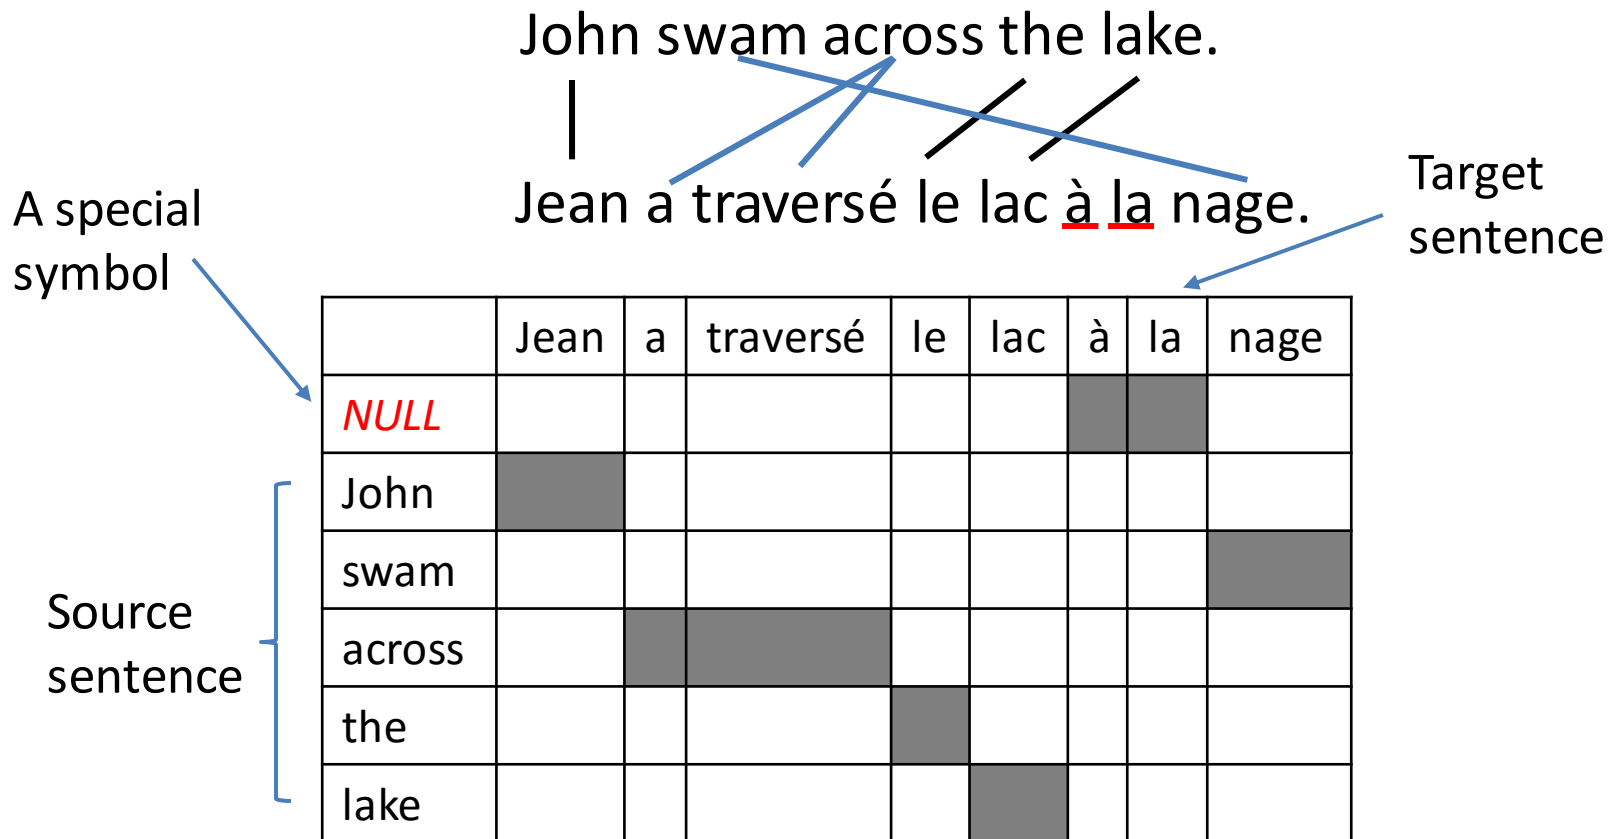 John swam across the lake.
Jean a traversé le lac à la nage.
A special
symbol
Target
sentence
Jean a traversé le lac à la nage
NULL
John
swam
across
the
lake
Source
sentence